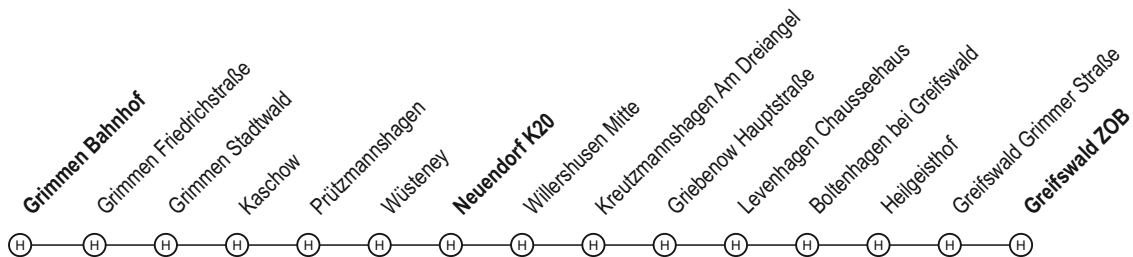 Grimmen Bahnhof
Grimmen Friedrichstraße
Grimmen Stadtwald
Kaschow
Prützmannshagen
Wüsteney
Neuendorf K20
Willershusen Mitte
Kreutzmannshagen Am Dreiangel
Griebenow Hauptstraße
Levenhagen Chausseehaus
Boltenhagen bei Greifswald
Heilgeisthof
Greifswald Grimmer Straße
Greifswald ZOB
H H H H H H H H H H H H H H H